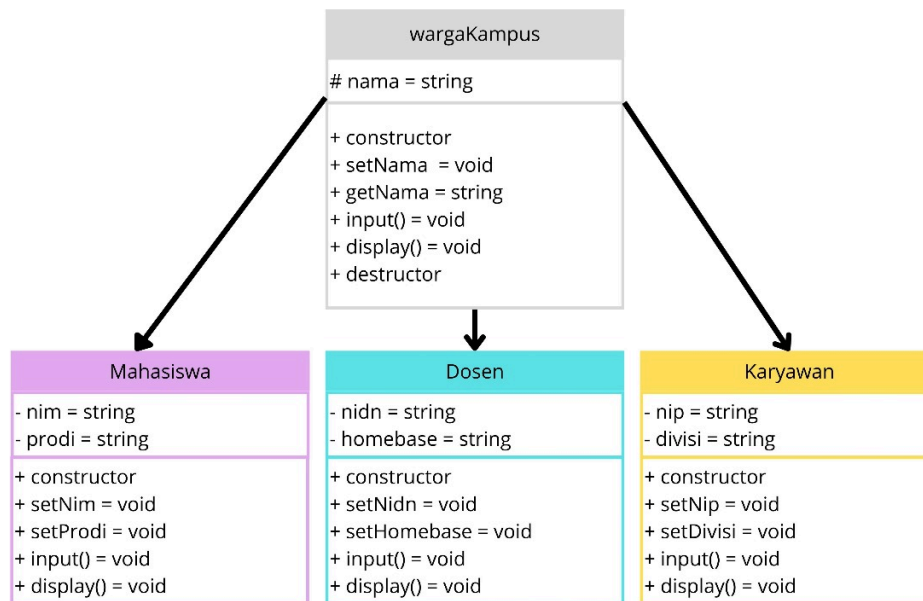 wargaKampus
# nama = string
+ constructor
+ setNama = void
+ getNama = string
+ input() = void
+ display() = void
+ destructor
Mahasiswa
- nim = string
- prodi = string
+ constructor
+ setNim = void
+ setProdi = void
+ input() = void
+ display() = void
Dosen
- nidn = string
- homebase = string
+ constructor
+ setNidn = void
+ setHomebase = void
+ input() = void
+ display() = void
Karyawan
- nip = string
- divisi = string
+ constructor
+ setNip = void
+ setDivisi = void
+ input() = void
+ display() = void